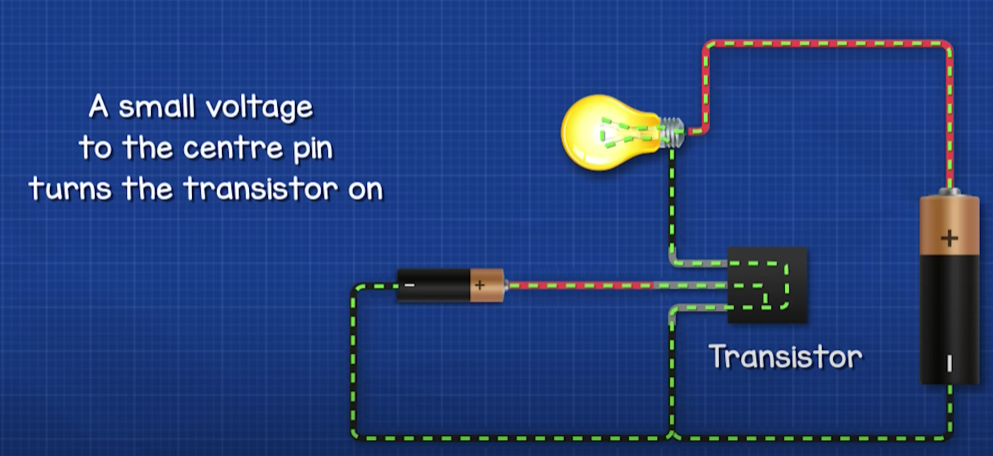 A small voltage
to the centre pin
turns the transistor on
- +
Transistor
+
-